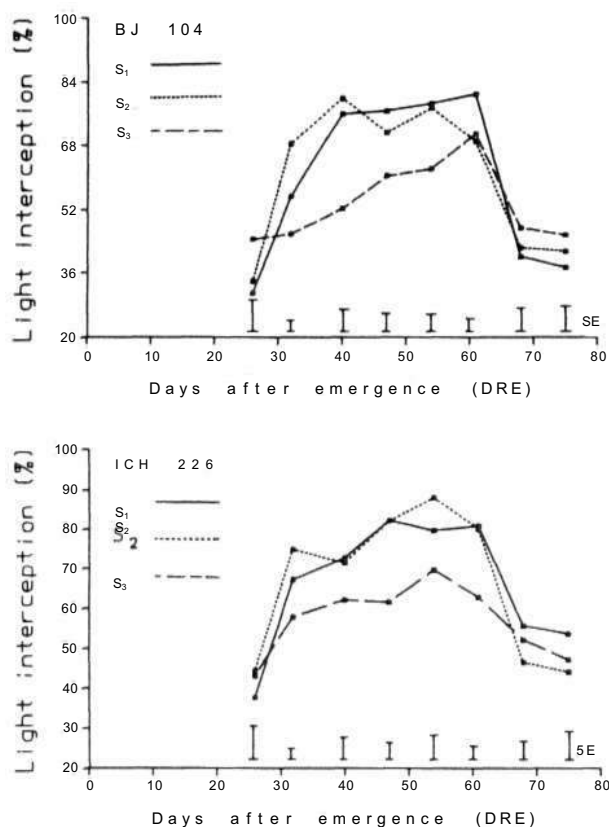 Light interception (%)
BJ 104
S1
S2
S3
100
84
68
52
36
20
SE
0 10 20 30 40 50 60 70 80
Days after emergence (DRE)
Light interception (%)
ICH 226
S1
S2
S2
S3
100
90
80
70
60
50
40
30
20
5E
0 10 20 30 40 50 60 70 80
Days after emergence (DRE)